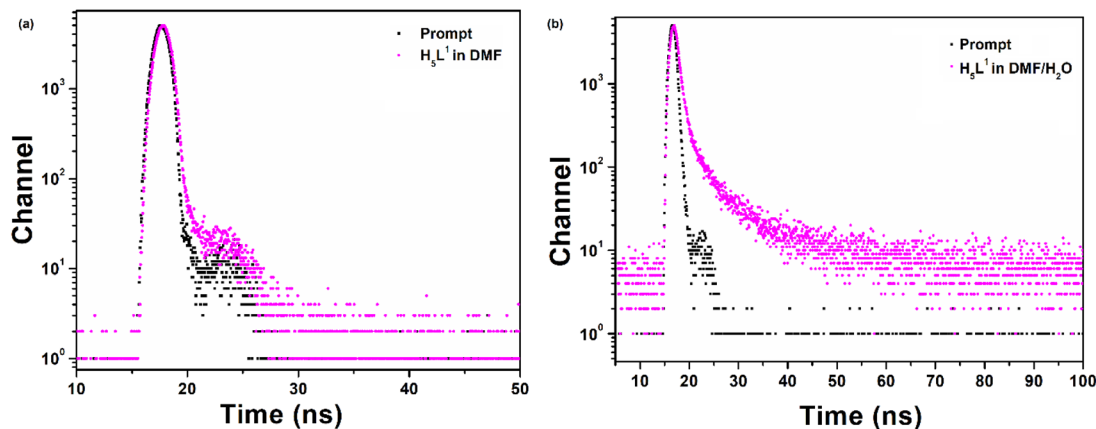 (a)
Prompt
H₅L¹ in DMF
10³
10²
10¹
10⁰
Channel
10 20 30 40 50
Time (ns)
(b)
Prompt
H₅L¹ in DMF/H₂O
10³
10²
10¹
10⁰
Channel
10 20 30 40 50 60 70 80 90 100
Time (ns)